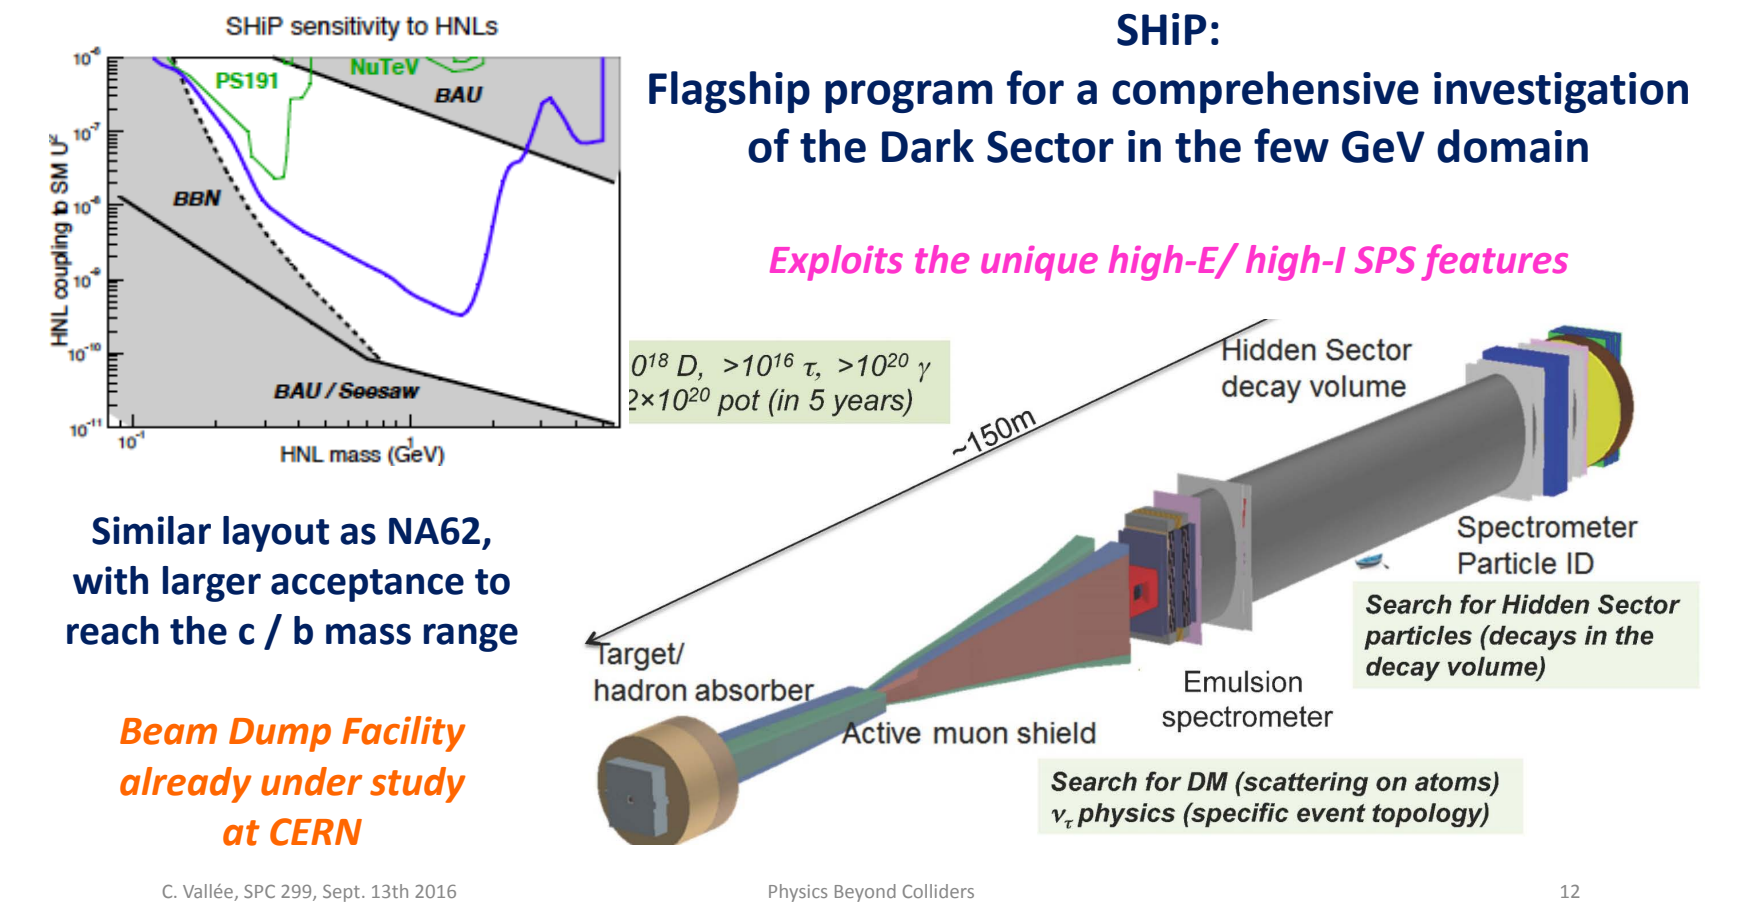 SHiP sensitivity to HNLs
HNL coupling to SM U²
10⁻⁶
10⁻⁷
10⁻⁸
10⁻⁹
10⁻¹⁰
10⁻¹¹
PS191
NuTeV
BAU
BBN
BAU / Seesaw
10⁻¹
1
HNL mass (GeV)
SHiP:
Flagship program for a comprehensive investigation
of the Dark Sector in the few GeV domain
Exploits the unique high-E/ high-I SPS features
0¹⁸ D, >10¹⁶ τ, >10²⁰ γ
2×10²⁰ pot (in 5 years)
~150m
Hidden Sector
decay volume
Spectrometer
Particle ID
Search for Hidden Sector
particles (decays in the
decay volume)
Target/
hadron absorber
Active muon shield
Emulsion
spectrometer
Search for DM (scattering on atoms)
ντ physics (specific event topology)
Similar layout as NA62,
with larger acceptance to
reach the c / b mass range
Beam Dump Facility
already under study
at CERN
C. Vallée, SPC 299, Sept. 13th 2016
Physics Beyond Colliders
12